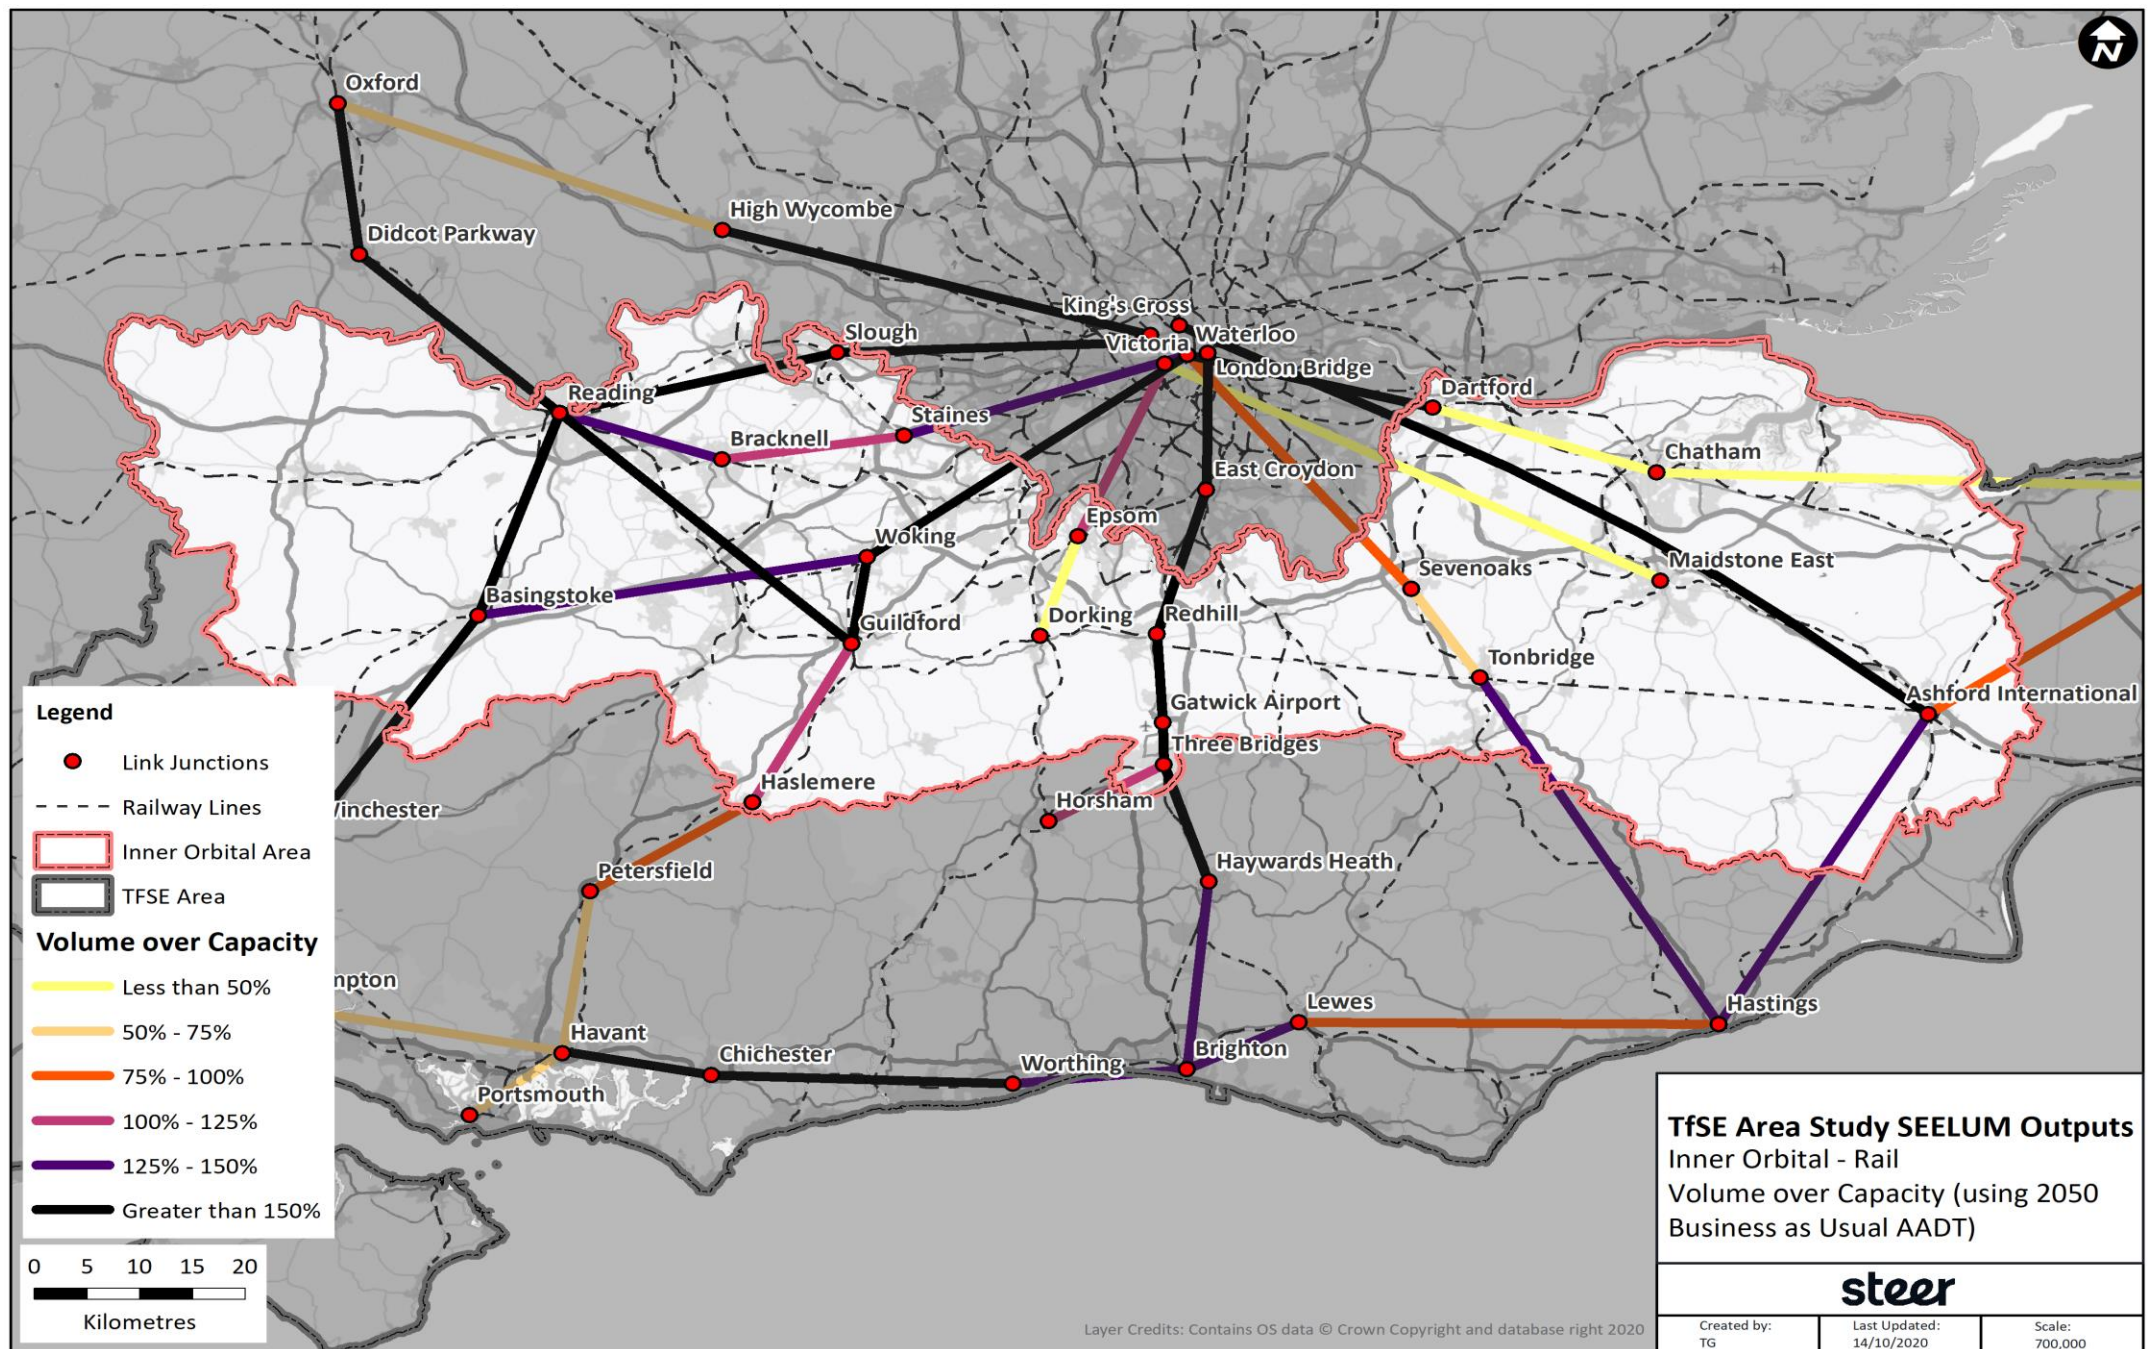 N
Oxford
High Wycombe
Didcot Parkway
King's Cross
Slough
Waterloo
Victoria
London Bridge
Reading
Dartford
Staines
Bracknell
Chatham
East Croydon
Epsom
Woking
Maidstone East
Sevenoaks
Basingstoke
Guildford
Dorking
Redhill
Tonbridge
Ashford International
Gatwick Airport
Three Bridges
Haslemere
Horsham
inchester
Petersfield
Haywards Heath
mpton
Lewes
Hastings
Havant
Chichester
Worthing
Brighton
Portsmouth
Legend
Link Junctions
Railway Lines
Inner Orbital Area
TFSE Area
Volume over Capacity
Less than 50%
50% - 75%
75% - 100%
100% - 125%
125% - 150%
Greater than 150%
0 5 10 15 20
Kilometres
TfSE Area Study SEELUM Outputs
Inner Orbital - Rail
Volume over Capacity (using 2050
Business as Usual AADT)
steer
Created by:
TG
Last Updated:
14/10/2020
Scale:
700,000
Layer Credits: Contains OS data © Crown Copyright and database right 2020